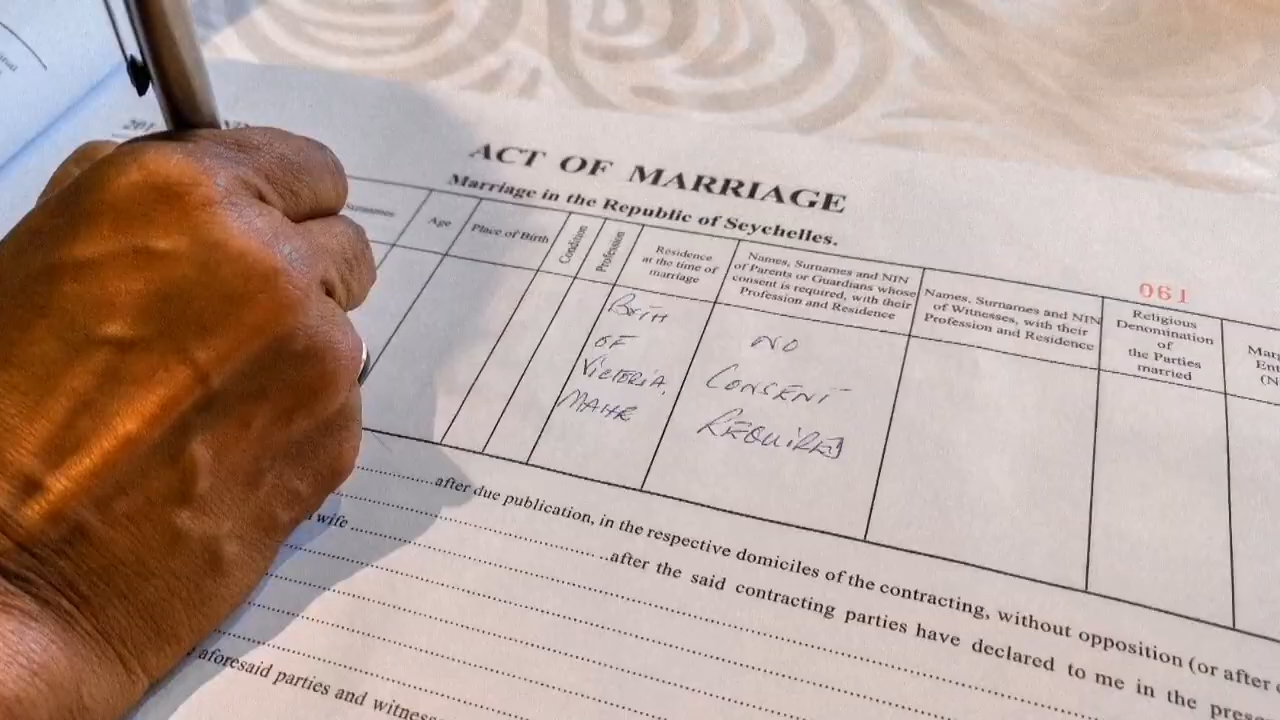 ACT OF MARRIAGE
Marriage in the Republic of Seychelles.
061
Age
Place of Birth
Condition
Profession
Residence
at the time of
marriage
Names, Surnames and NIN
of Parents or Guardians whose
consent is required, with their
Profession and Residence
Names, Surnames and NIN
of Witnesses, with their
Profession and Residence
Religious
Denomination
of
the Parties
married
BOTH
OF
VICTORIA,
MAHE
NO
CONSENT
REQUIRED
after due publication, in the respective domiciles of the contracting, without opposition (or after
wife
after the said contracting parties have declared to me in the
aforesaid parties and